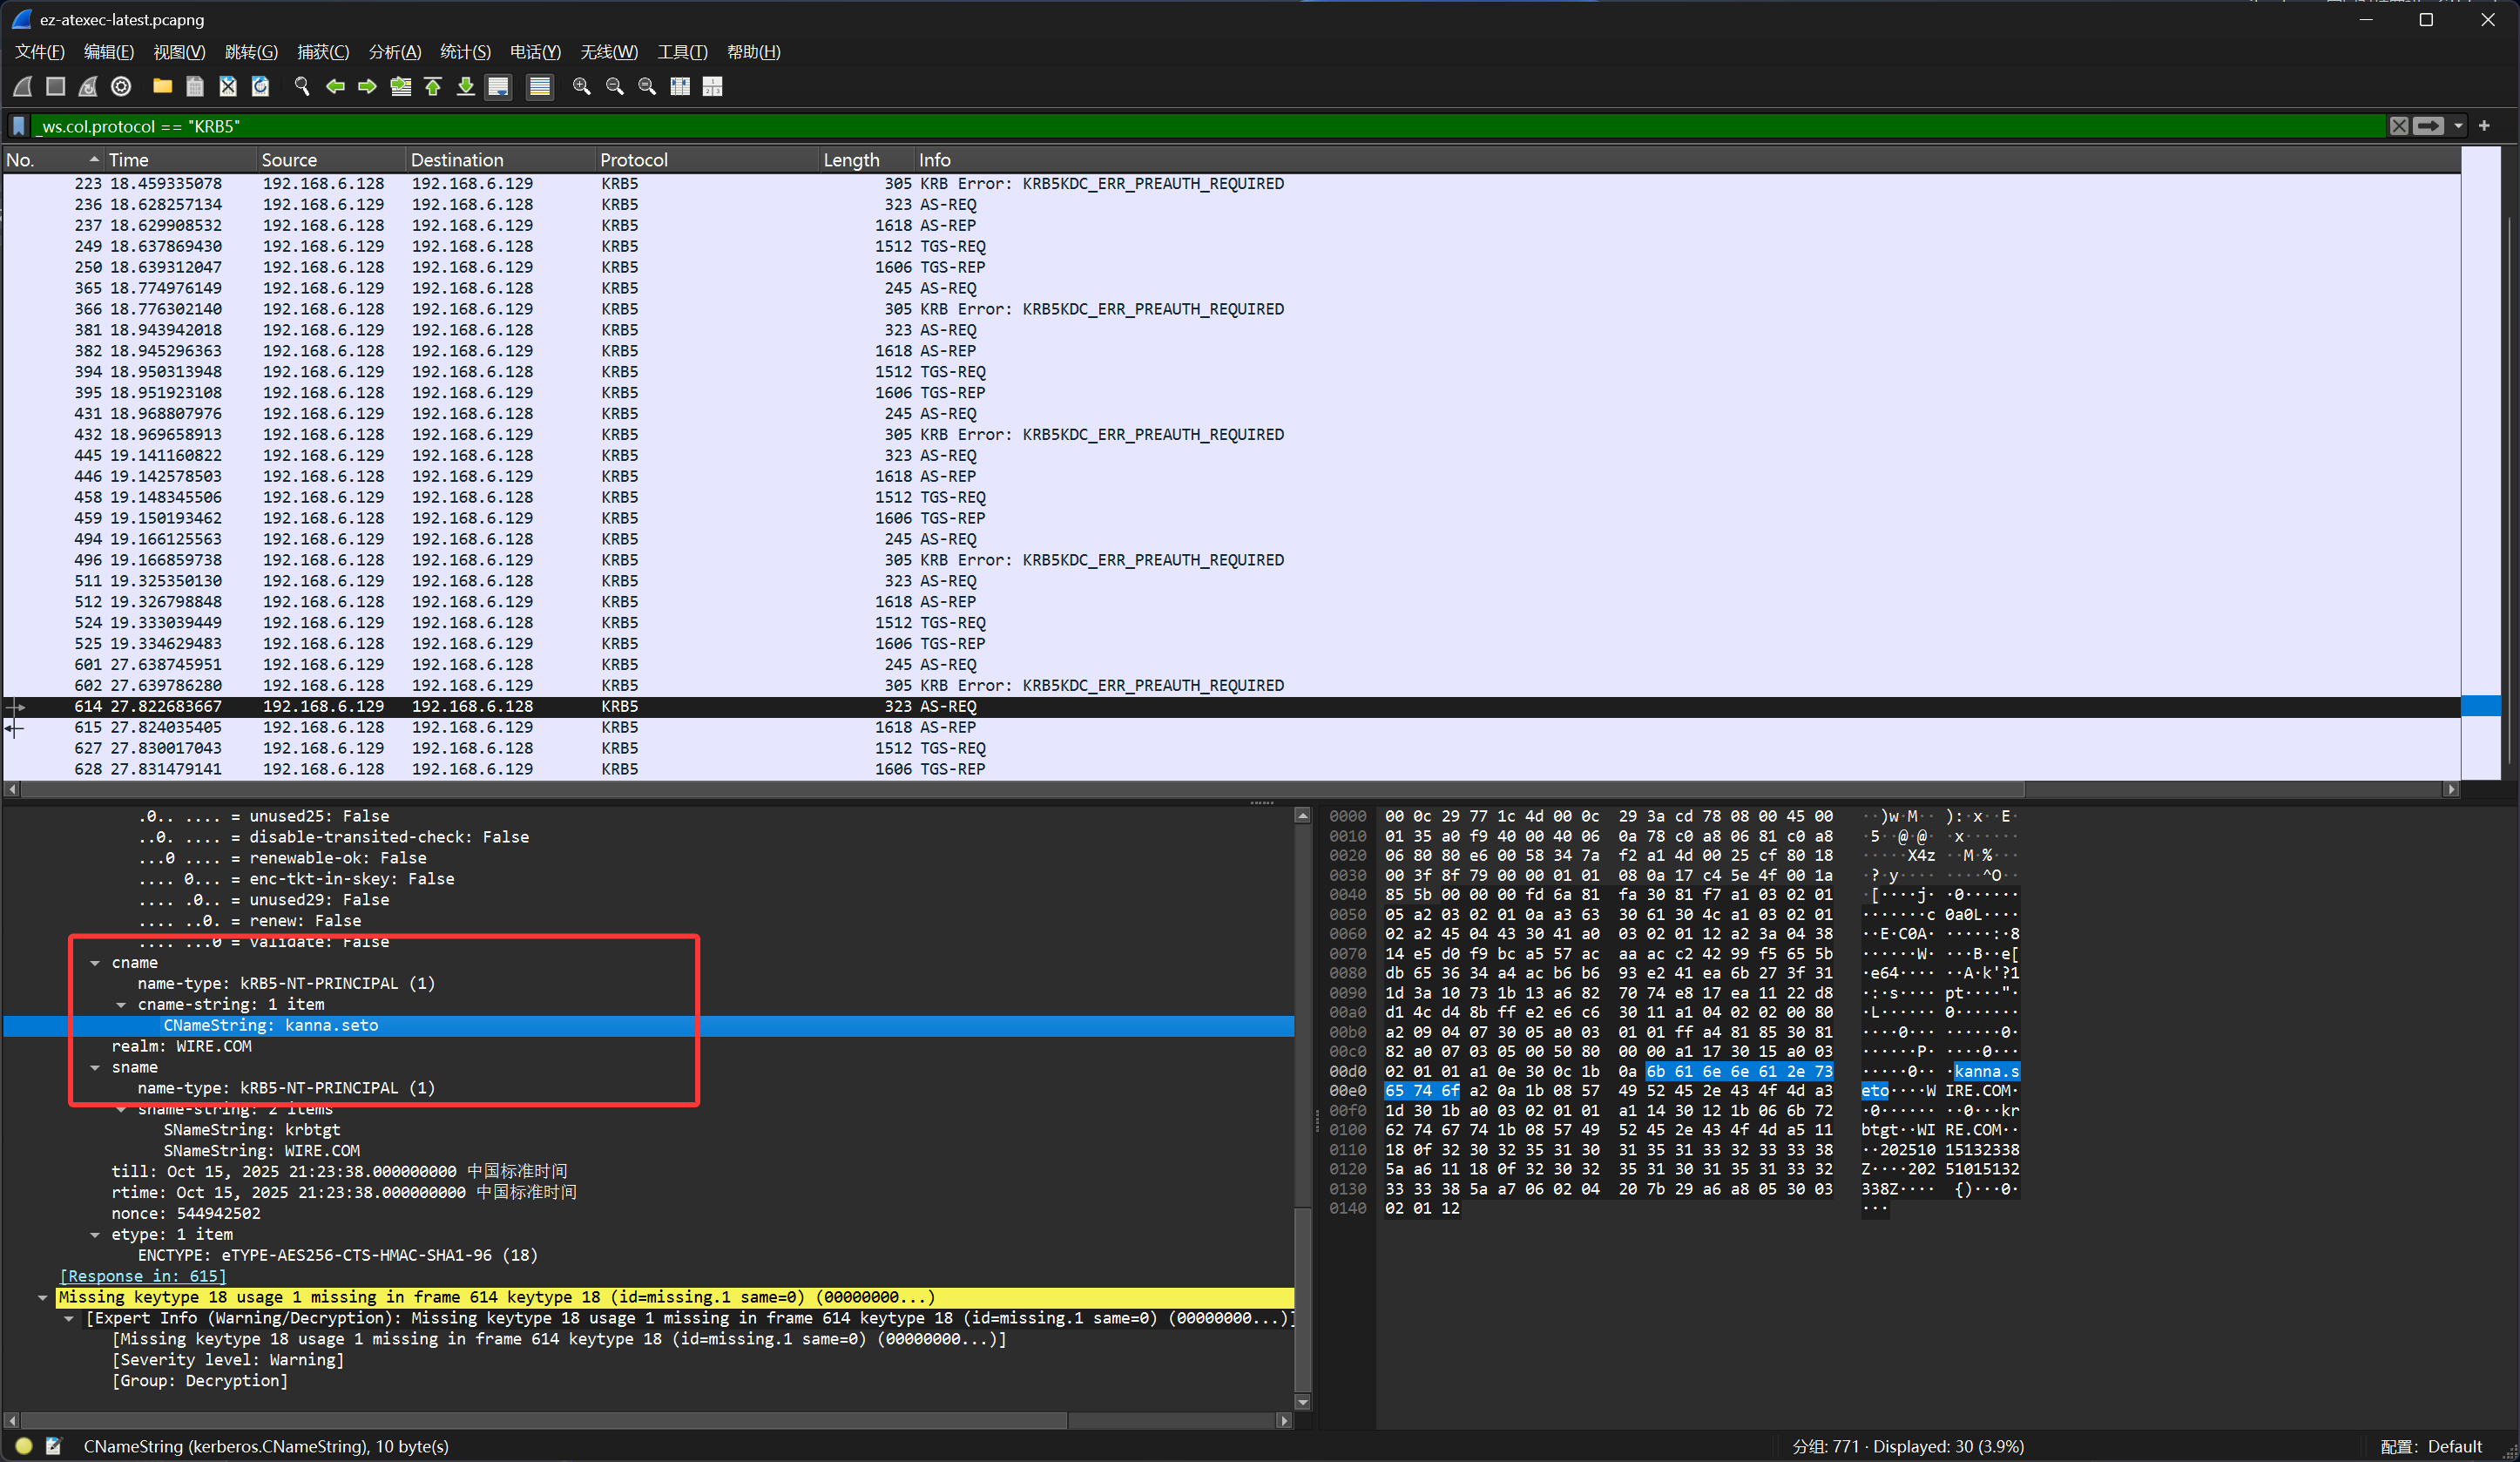 ez-atexec-latest.pcapng
文件(F) 编辑(E) 视图(V) 跳转(G) 捕获(C) 分析(A) 统计(S) 电话(Y) 无线(W) 工具(T) 帮助(H)
_ws.col.protocol == "KRB5"
No. Time Source Destination Protocol Length Info
223 18.459335078 192.168.6.128 192.168.6.129 KRB5 305 KRB Error: KRB5KDC_ERR_PREAUTH_REQUIRED
236 18.628257134 192.168.6.129 192.168.6.128 KRB5 323 AS-REQ
237 18.629908532 192.168.6.128 192.168.6.129 KRB5 1618 AS-REP
249 18.637869430 192.168.6.129 192.168.6.128 KRB5 1512 TGS-REQ
250 18.639312047 192.168.6.128 192.168.6.129 KRB5 1606 TGS-REP
365 18.774976149 192.168.6.129 192.168.6.128 KRB5 245 AS-REQ
366 18.776302140 192.168.6.128 192.168.6.129 KRB5 305 KRB Error: KRB5KDC_ERR_PREAUTH_REQUIRED
381 18.943942018 192.168.6.129 192.168.6.128 KRB5 323 AS-REQ
382 18.945296363 192.168.6.128 192.168.6.129 KRB5 1618 AS-REP
394 18.950313948 192.168.6.129 192.168.6.128 KRB5 1512 TGS-REQ
395 18.951923108 192.168.6.128 192.168.6.129 KRB5 1606 TGS-REP
431 18.968807976 192.168.6.129 192.168.6.128 KRB5 245 AS-REQ
432 18.969658913 192.168.6.128 192.168.6.129 KRB5 305 KRB Error: KRB5KDC_ERR_PREAUTH_REQUIRED
445 19.141160822 192.168.6.129 192.168.6.128 KRB5 323 AS-REQ
446 19.142578503 192.168.6.128 192.168.6.129 KRB5 1618 AS-REP
458 19.148345506 192.168.6.129 192.168.6.128 KRB5 1512 TGS-REQ
459 19.150193462 192.168.6.128 192.168.6.129 KRB5 1606 TGS-REP
494 19.166125563 192.168.6.129 192.168.6.128 KRB5 245 AS-REQ
496 19.166859738 192.168.6.128 192.168.6.129 KRB5 305 KRB Error: KRB5KDC_ERR_PREAUTH_REQUIRED
511 19.325350130 192.168.6.129 192.168.6.128 KRB5 323 AS-REQ
512 19.326798848 192.168.6.128 192.168.6.129 KRB5 1618 AS-REP
524 19.333039449 192.168.6.129 192.168.6.128 KRB5 1512 TGS-REQ
525 19.334629483 192.168.6.128 192.168.6.129 KRB5 1606 TGS-REP
601 27.638745951 192.168.6.129 192.168.6.128 KRB5 245 AS-REQ
602 27.639786280 192.168.6.128 192.168.6.129 KRB5 305 KRB Error: KRB5KDC_ERR_PREAUTH_REQUIRED
614 27.822683667 192.168.6.129 192.168.6.128 KRB5 323 AS-REQ
615 27.824035405 192.168.6.128 192.168.6.129 KRB5 1618 AS-REP
627 27.830017043 192.168.6.129 192.168.6.128 KRB5 1512 TGS-REQ
628 27.831479141 192.168.6.128 192.168.6.129 KRB5 1606 TGS-REP
.0.. .... = unused25: False
..0. .... = disable-transited-check: False
...0 .... = renewable-ok: False
.... 0... = enc-tkt-in-skey: False
.... .0.. = unused29: False
.... ..0. = renew: False
.... ...0 = validate: False
cname
name-type: kRB5-NT-PRINCIPAL (1)
cname-string: 1 item
CNameString: kanna.seto
realm: WIRE.COM
sname
name-type: kRB5-NT-PRINCIPAL (1)
sname-string: 2 items
SNameString: krbtgt
SNameString: WIRE.COM
till: Oct 15, 2025 21:23:38.000000000 中国标准时间
rtime: Oct 15, 2025 21:23:38.000000000 中国标准时间
nonce: 544942502
etype: 1 item
ENCTYPE: eTYPE-AES256-CTS-HMAC-SHA1-96 (18)
[Response in: 615]
Missing keytype 18 usage 1 missing in frame 614 keytype 18 (id=missing.1 same=0) (00000000...)
[Expert Info (Warning/Decryption): Missing keytype 18 usage 1 missing in frame 614 keytype 18 (id=missing.1 same=0) (00000000...)]
[Missing keytype 18 usage 1 missing in frame 614 keytype 18 (id=missing.1 same=0) (00000000...)]
[Severity level: Warning]
[Group: Decryption]
0000 00 0c 29 77 1c 4d 00 0c 29 3a cd 78 08 00 45 00 ··)w·M·· ):·x··E·
0010 01 35 a0 f9 40 00 40 06 0a 78 c0 a8 06 81 c0 a8 ·5··@·@· ·x······
0020 06 80 80 e6 00 58 34 7a f2 a1 4d 00 25 cf 80 18 ·····X4z ··M·%···
0030 00 3f 8f 79 00 00 01 01 08 0a 17 c4 5e 4f 00 1a ·?·y···· ····^O··
0040 85 5b 00 00 00 fd 6a 81 fa 30 81 f7 a1 03 02 01 ·[····j· ·0······
0050 05 a2 03 02 01 0a a3 63 30 61 30 4c a1 03 02 01 ·······c 0a0L····
0060 02 a2 45 04 43 30 41 a0 03 02 01 12 a2 3a 04 38 ··E·C0A· ·····:·8
0070 14 e5 d0 f9 bc a5 57 ac aa ac c2 42 99 f5 65 5b ······W· ···B··e[
0080 db 65 36 34 a4 ac b6 b6 93 e2 41 ea 6b 27 3f 31 ·e64···· ··A·k'?1
0090 1d 3a 10 73 1b 13 a6 82 70 74 e8 17 ea 11 22 d8 ·:·s···· pt····"·
00a0 d1 4c d4 8b ff e2 e6 c6 30 11 a1 04 02 02 00 80 ·L······ 0·······
00b0 a2 09 04 07 30 05 a0 03 01 01 ff a4 81 85 30 81 ····0··· ······0·
00c0 82 a0 07 03 05 00 50 80 00 00 a1 17 30 15 a0 03 ······P· ····0···
00d0 02 01 01 a1 0e 30 0c 1b 0a 6b 61 6e 6e 61 2e 73 ·····0·· ·kanna.s
00e0 65 74 6f a2 0a 1b 08 57 49 52 45 2e 43 4f 4d a3 eto····W IRE.COM·
00f0 1d 30 1b a0 03 02 01 01 a1 14 30 12 1b 06 6b 72 ·0······ ··0···kr
0100 62 74 67 74 1b 08 57 49 52 45 2e 43 4f 4d a5 11 btgt··WI RE.COM··
0110 18 0f 32 30 32 35 31 30 31 35 31 33 32 33 33 38 ··202510 15132338
0120 5a a6 11 18 0f 32 30 32 35 31 30 31 35 31 33 32 Z····202 51015132
0130 33 33 38 5a a7 06 02 04 20 7b 29 a6 a8 05 30 03 338Z···· {)···0·
0140 02 01 12 ···
CNameString (kerberos.CNameString), 10 byte(s)
分组: 771 · Displayed: 30 (3.9%)
配置: Default